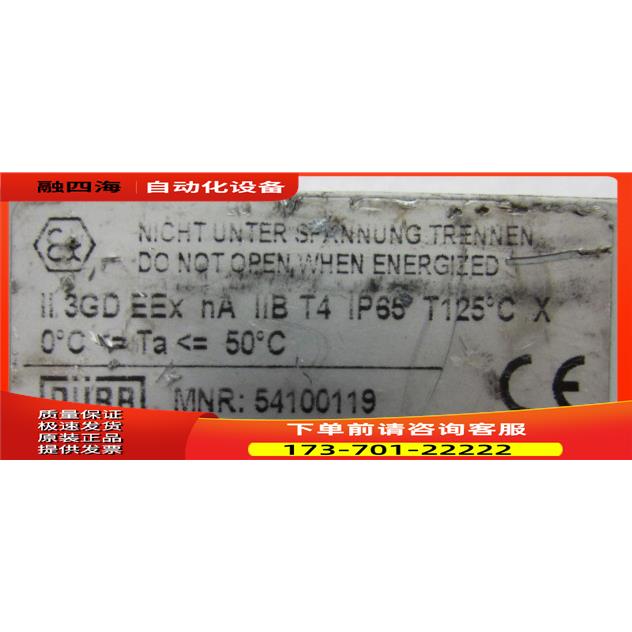 融四海 自动化设备
Ex NICHT UNTER SPANNUNG TRENNEN
DO NOT OPEN WHEN ENERGIZED
II 3GD EEx nA IIB T4 IP65 T125°C X
0°C <= Ta <= 50°C
DÜRR MNR: 54100119 CE
质量保证
极速发货
原装正品
提供发票
下单前请咨询客服
173-701-22222